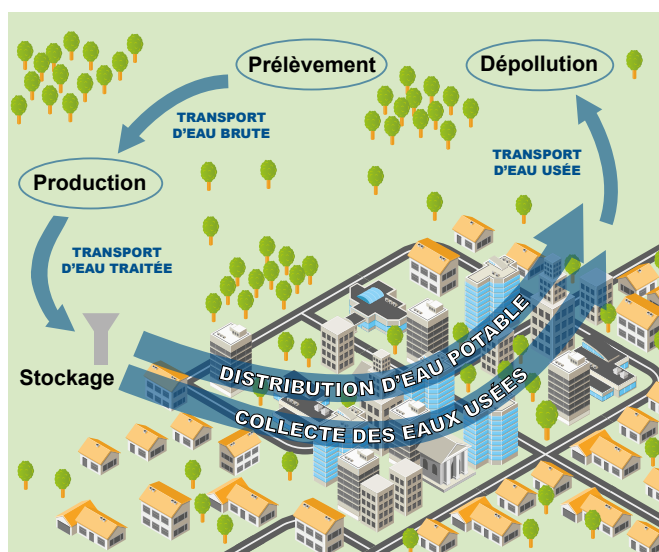 Prélèvement
Dépollution
TRANSPORT
D'EAU BRUTE
TRANSPORT
D'EAU USÉE
Production
TRANSPORT
D'EAU TRAITÉE
Stockage
DISTRIBUTION D'EAU POTABLE
COLLECTE DES EAUX USÉES